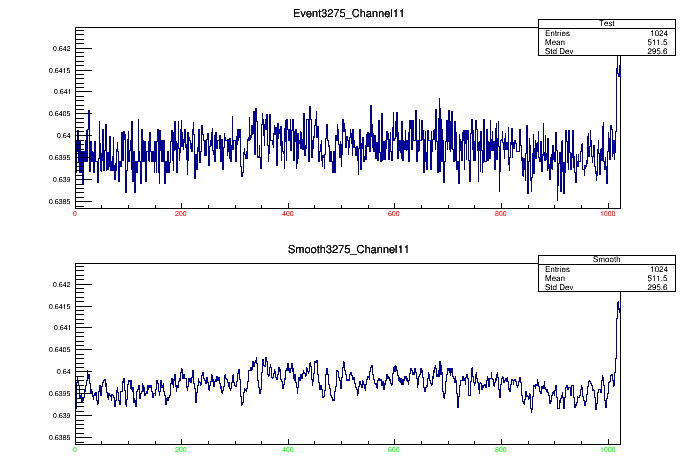 Event3275_Channel11
Test
Entries 1024
Mean 511.5
Std Dev 295.6
0.642
0.6415
0.641
0.6405
0.64
0.6395
0.639
0.6385
0 200 400 600 800 1000
Smooth3275_Channel11
Smooth
Entries 1024
Mean 511.5
Std Dev 295.6
0.642
0.6415
0.641
0.6405
0.64
0.6395
0.639
0.6385
0 200 400 600 800 1000